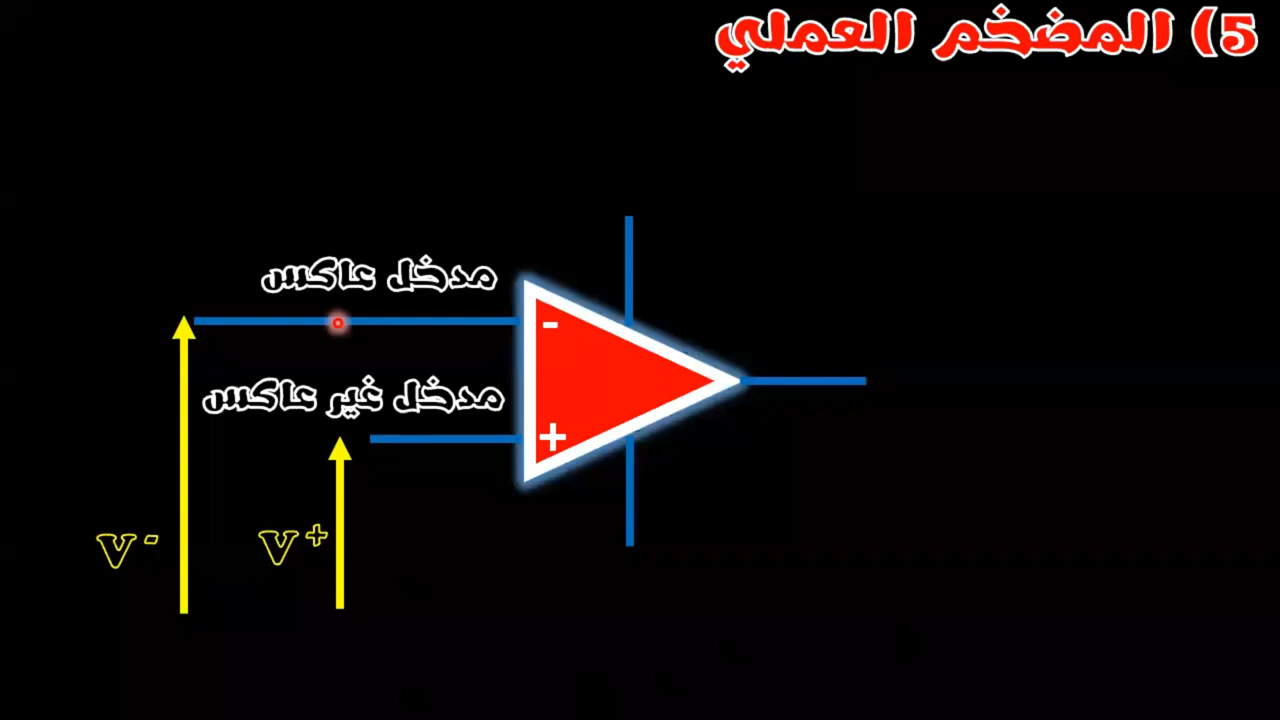 5) المضخم العملي
مدخل عاكس
-
مدخل غير عاكس
+
V-
V+